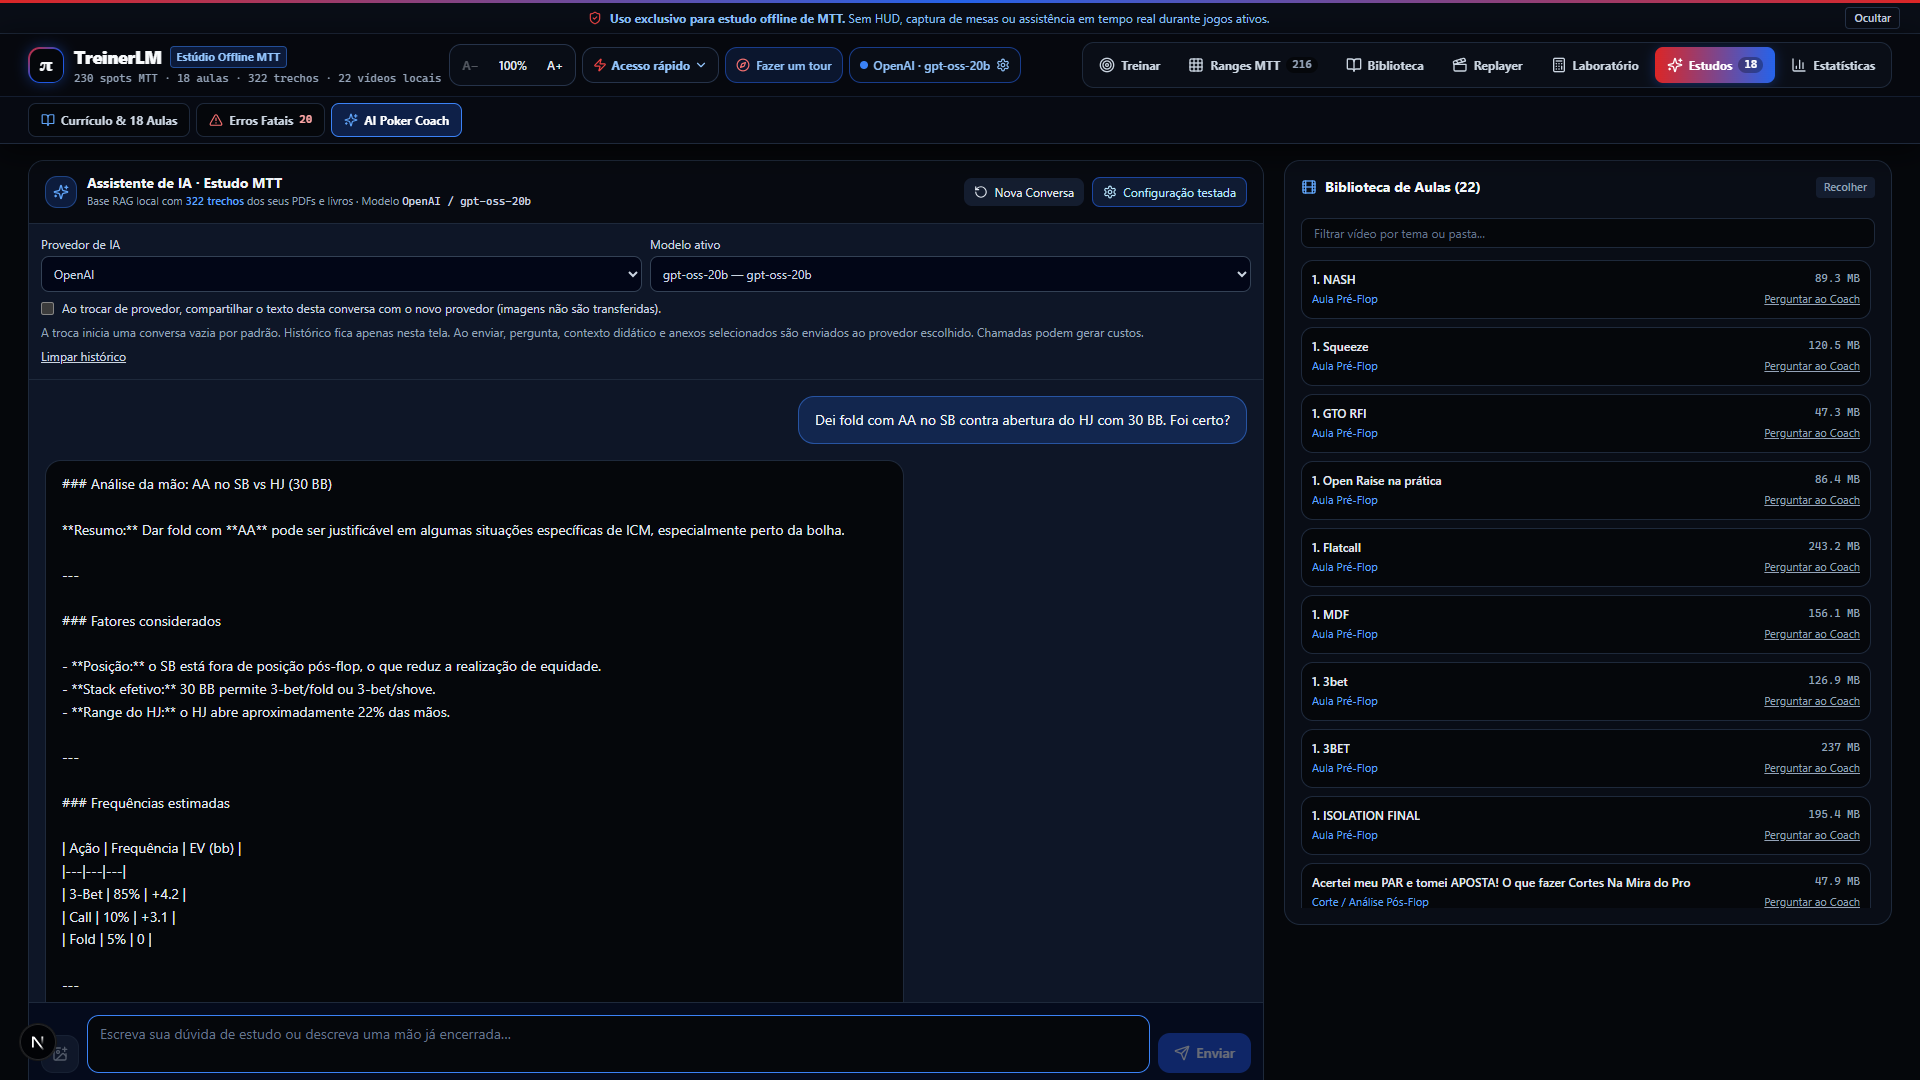 Uso exclusivo para estudo offline de MTT. Sem HUD, captura de mesas ou assistência em tempo real durante jogos ativos.
Ocultar
π
TreinerLM
Estúdio Offline MTT
230 spots MTT · 18 aulas · 322 trechos · 22 vídeos locais
A−
100%
A+
Acesso rápido
Fazer um tour
OpenAI · gpt-oss-20b
Treinar
Ranges MTT 216
Biblioteca
Replayer
Laboratório
Estudos 18
Estatísticas
Currículo & 18 Aulas
Erros Fatais 20
AI Poker Coach
Assistente de IA · Estudo MTT
Base RAG local com 322 trechos dos seus PDFs e livros · Modelo OpenAI / gpt-oss-20b
Nova Conversa
Configuração testada
Provedor de IA
Modelo ativo
OpenAI
gpt-oss-20b — gpt-oss-20b
Ao trocar de provedor, compartilhar o texto desta conversa com o novo provedor (imagens não são transferidas).
A troca inicia uma conversa vazia por padrão. Histórico fica apenas nesta tela. Ao enviar, pergunta, contexto didático e anexos selecionados são enviados ao provedor escolhido. Chamadas podem gerar custos.
Limpar histórico
Dei fold com AA no SB contra abertura do HJ com 30 BB. Foi certo?
### Análise da mão: AA no SB vs HJ (30 BB)
**Resumo:** Dar fold com **AA** pode ser justificável em algumas situações específicas de ICM, especialmente perto da bolha.
---
### Fatores considerados
- **Posição:** o SB está fora de posição pós-flop, o que reduz a realização de equidade.
- **Stack efetivo:** 30 BB permite 3-bet/fold ou 3-bet/shove.
- **Range do HJ:** o HJ abre aproximadamente 22% das mãos.
---
### Frequências estimadas
| Ação | Frequência | EV (bb) |
|---|---|---|
| 3-Bet | 85% | +4.2 |
| Call | 10% | +3.1 |
| Fold | 5% | 0 |
---
N
Escreva sua dúvida de estudo ou descreva uma mão já encerrada...
Enviar
Biblioteca de Aulas (22)
Recolher
Filtrar vídeo por tema ou pasta...
1. NASH
89.3 MB
Aula Pré-Flop
Perguntar ao Coach
1. Squeeze
120.5 MB
Aula Pré-Flop
Perguntar ao Coach
1. GTO RFI
47.3 MB
Aula Pré-Flop
Perguntar ao Coach
1. Open Raise na prática
86.4 MB
Aula Pré-Flop
Perguntar ao Coach
1. Flatcall
243.2 MB
Aula Pré-Flop
Perguntar ao Coach
1. MDF
156.1 MB
Aula Pré-Flop
Perguntar ao Coach
1. 3bet
126.9 MB
Aula Pré-Flop
Perguntar ao Coach
1. 3BET
237 MB
Aula Pré-Flop
Perguntar ao Coach
1. ISOLATION FINAL
195.4 MB
Aula Pré-Flop
Perguntar ao Coach
Acertei meu PAR e tomei APOSTA! O que fazer Cortes Na Mira do Pro
47.9 MB
Corte / Análise Pós-Flop
Perguntar ao Coach